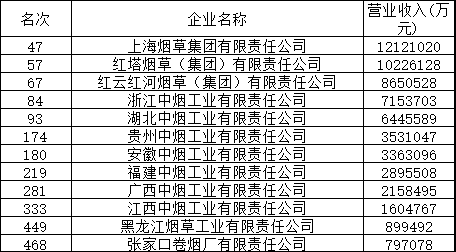 名次 企业名称 营业收入(万元)
47 上海烟草集团有限责任公司 12121020
57 红塔烟草（集团）有限责任公司 10226128
67 红云红河烟草（集团）有限责任公司 8650528
84 浙江中烟工业有限责任公司 7153703
93 湖北中烟工业有限责任公司 6445589
174 贵州中烟工业有限责任公司 3531047
180 安徽中烟工业有限责任公司 3363096
219 福建中烟工业有限责任公司 2895508
281 广西中烟工业有限责任公司 2158495
333 江西中烟工业有限责任公司 1604767
449 黑龙江烟草工业有限责任公司 899492
468 张家口卷烟厂有限责任公司 797078